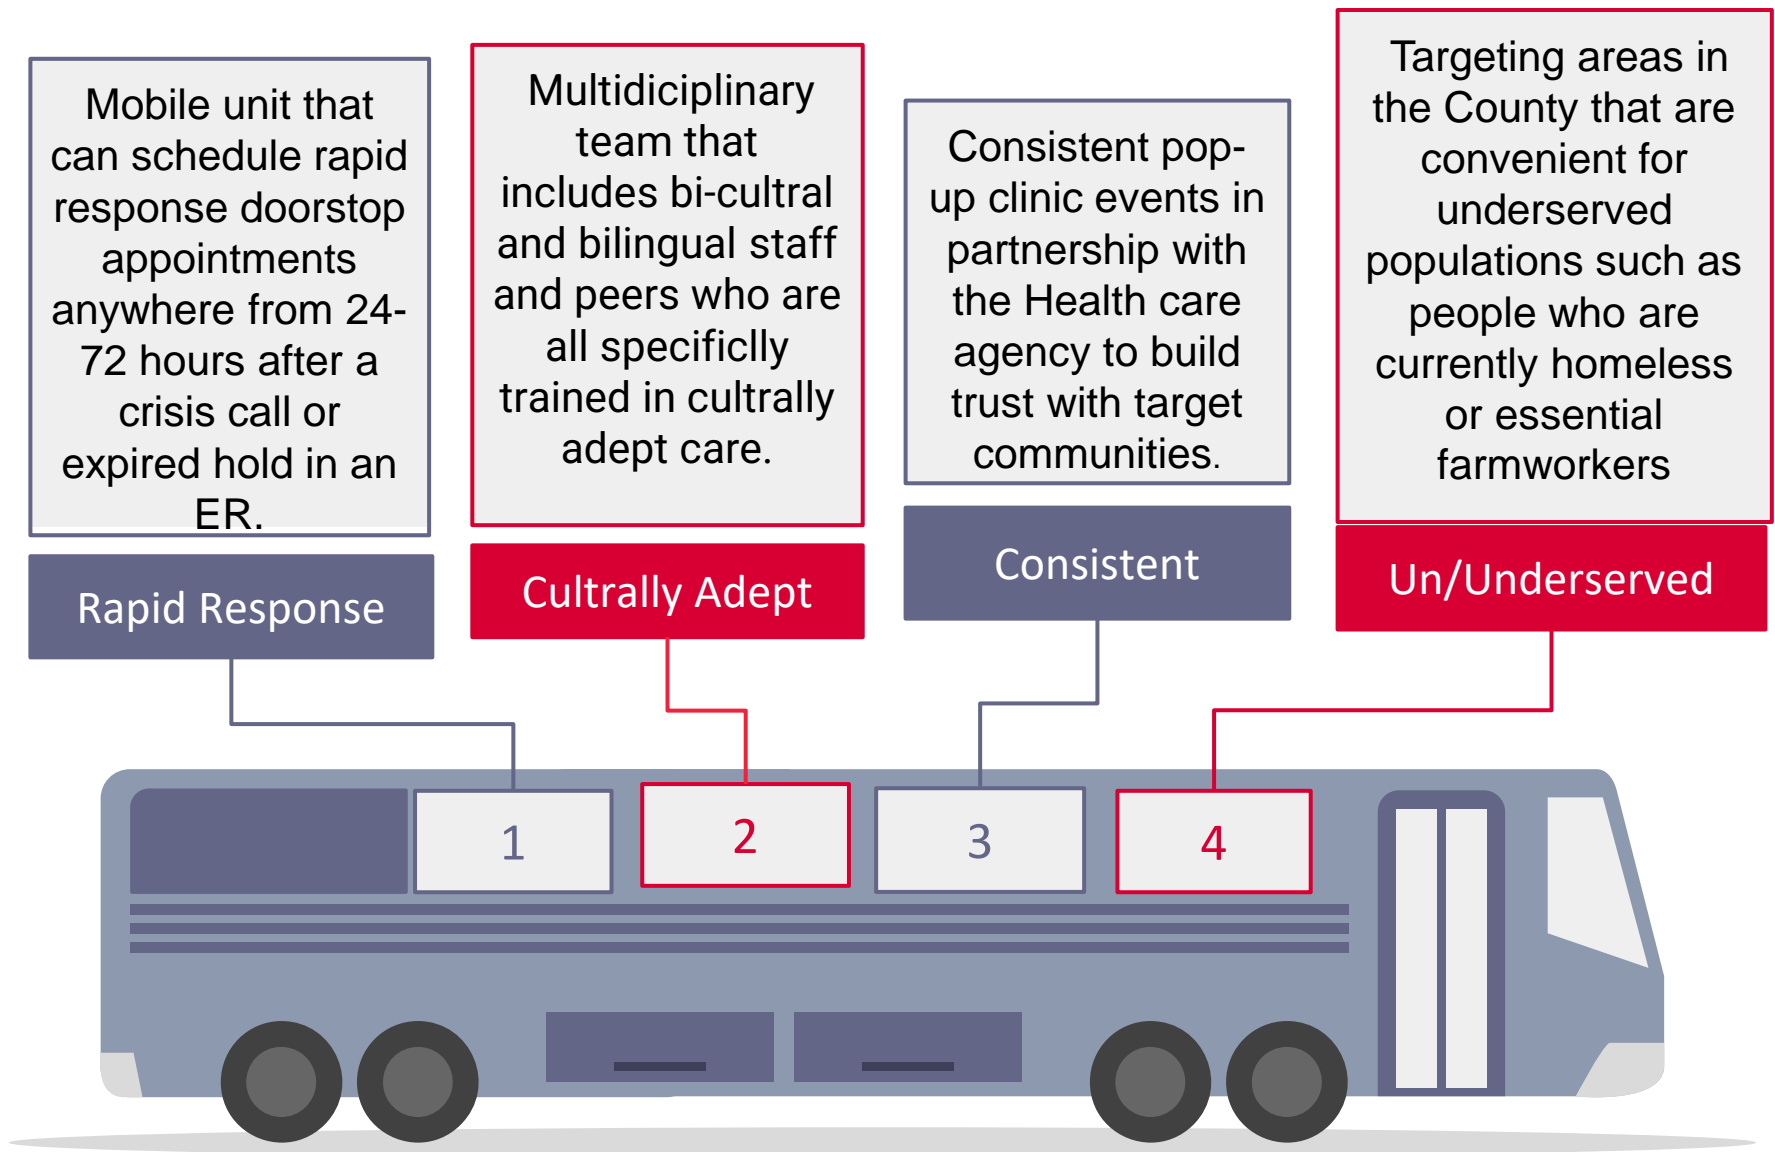 Mobile unit that
can schedule rapid
response doorstop
appointments
anywhere from 24-
72 hours after a
crisis call or
expired hold in an
ER.
Rapid Response
Multidiciplinary
team that
includes bi-cultral
and bilingual staff
and peers who are
all specificlly
trained in cultrally
adept care.
Cultrally Adept
Consistent pop-
up clinic events in
partnership with
the Health care
agency to build
trust with target
communities.
Consistent
Targeting areas in
the County that are
convenient for
underserved
populations such as
people who are
currently homeless
or essential
farmworkers
Un/Underserved
1
2
3
4